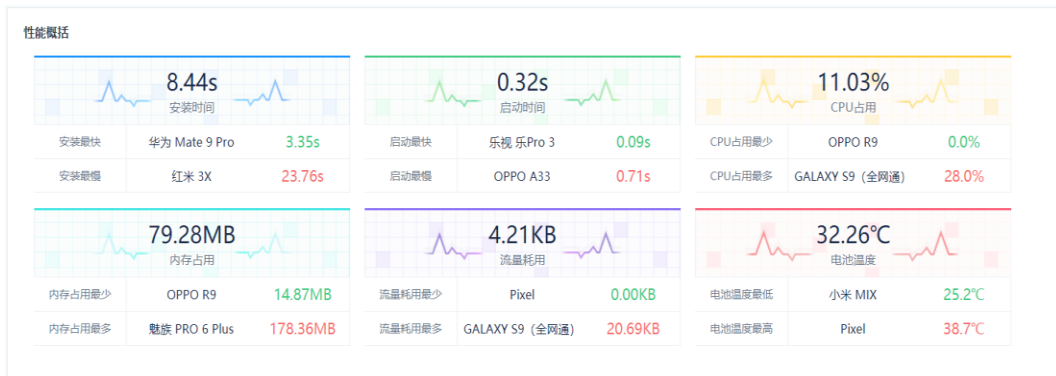 性能概括
8.44s
安装时间
安装最快 华为 Mate 9 Pro 3.35s
安装最慢 红米 3X 23.76s
0.32s
启动时间
启动最快 乐视 乐Pro 3 0.09s
启动最慢 OPPO A33 0.71s
11.03%
CPU占用
CPU占用最少 OPPO R9 0.0%
CPU占用最多 GALAXY S9（全网通） 28.0%
79.28MB
内存占用
内存占用最少 OPPO R9 14.87MB
内存占用最多 魅族 PRO 6 Plus 178.36MB
4.21KB
流量耗用
流量耗用最少 Pixel 0.00KB
流量耗用最多 GALAXY S9（全网通） 20.69KB
32.26℃
电池温度
电池温度最低 小米 MIX 25.2℃
电池温度最高 Pixel 38.7℃